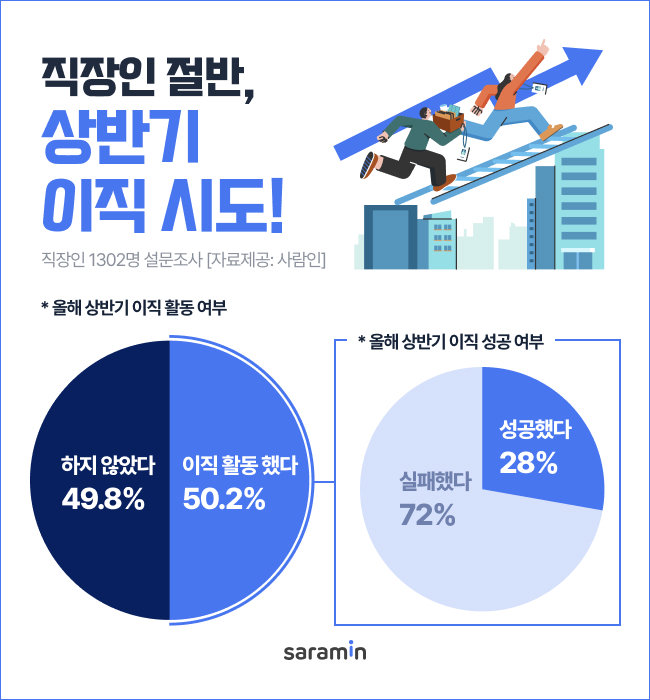 직장인 절반,
상반기
이직 시도!
직장인 1302명 설문조사 [자료제공: 사람인]
* 올해 상반기 이직 활동 여부
하지 않았다
49.8%
이직 활동 했다
50.2%
* 올해 상반기 이직 성공 여부
성공했다
28%
실패했다
72%
saramin